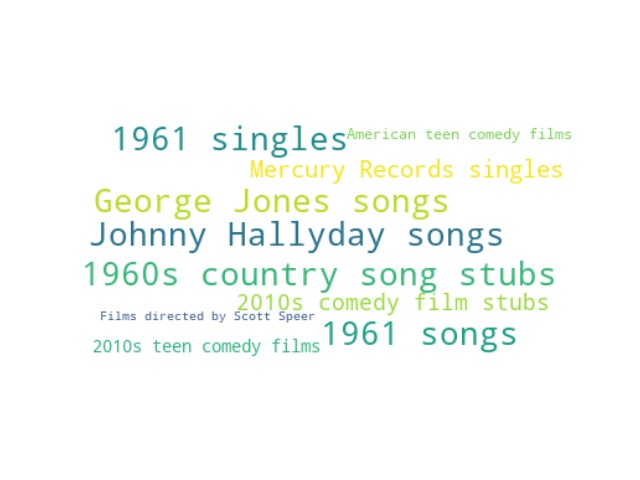 1961 singles
American teen comedy films
Mercury Records singles
George Jones songs
Johnny Hallyday songs
1960s country song stubs
2010s comedy film stubs
Films directed by Scott Speer
1961 songs
2010s teen comedy films